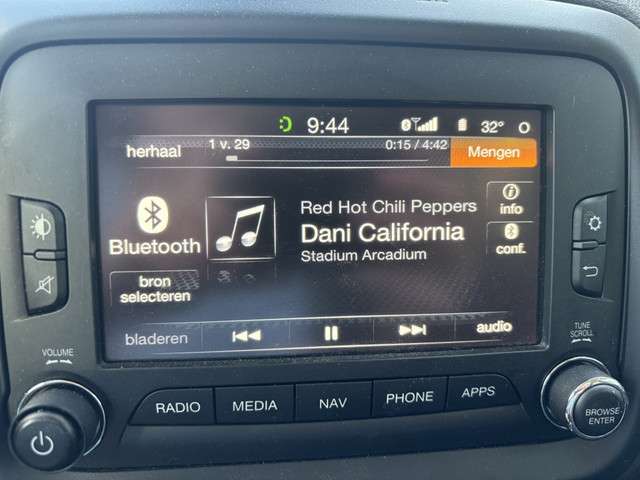 9:44
32° O
herhaal
1 v. 29
0:15 / 4:42
Mengen
Red Hot Chili Peppers
info
Dani California
Bluetooth
conf.
Stadium Arcadium
bron
selecteren
bladeren
audio
VOLUME
TUNE
SCROLL
RADIO
MEDIA
NAV
PHONE
APPS
BROWSE
ENTER